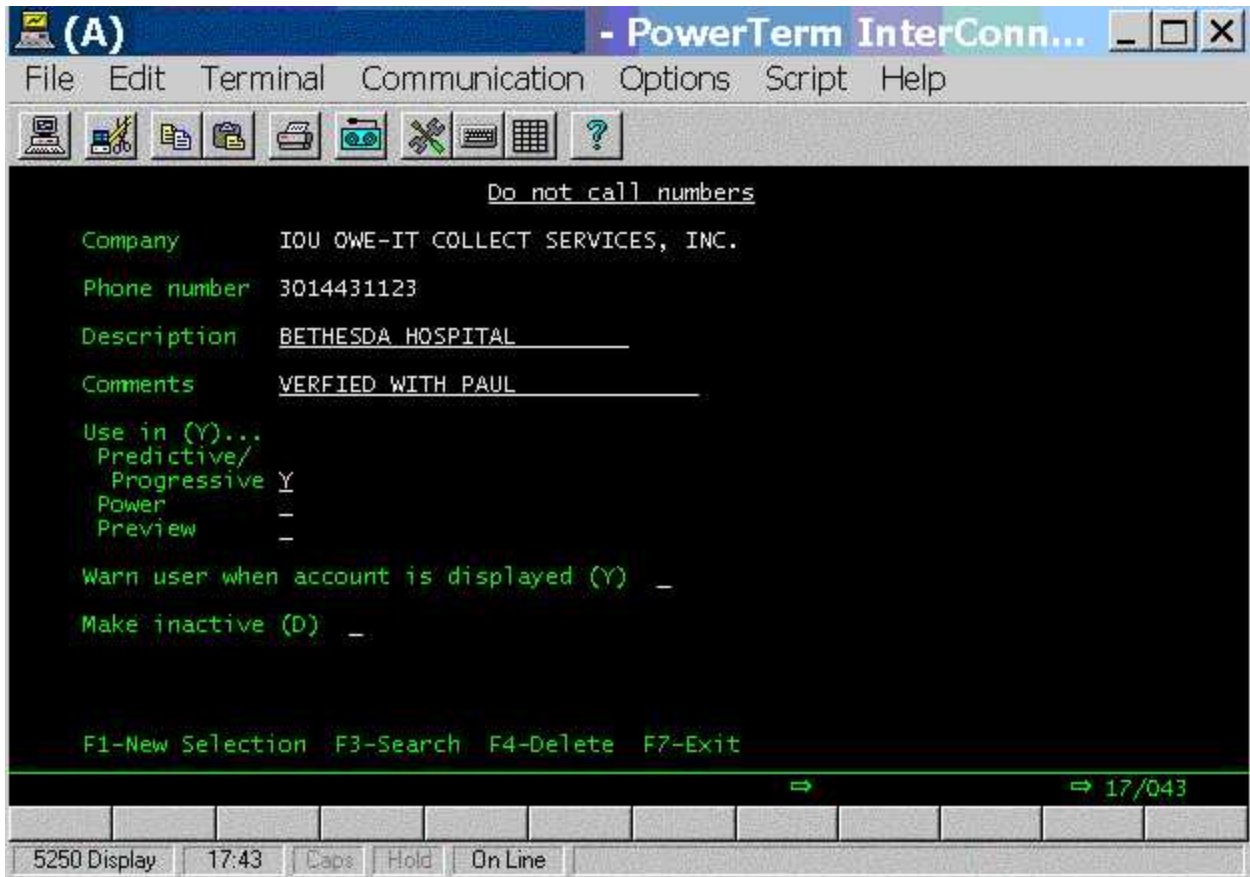 (A) - PowerTerm InterConn...
File Edit Terminal Communication Options Script Help
Do not call numbers
Company IOU OWE-IT COLLECT SERVICES, INC.
Phone number 3014431123
Description BETHESDA HOSPITAL
Comments VERFIED WITH PAUL
Use in (Y)...
Predictive/
Progressive Y
Power _
Preview _
Warn user when account is displayed (Y) _
Make inactive (D) _
F1-New Selection F3-Search F4-Delete F7-Exit
⇒ ⇒ 17/043
5250 Display 17:43 Caps Hold On Line